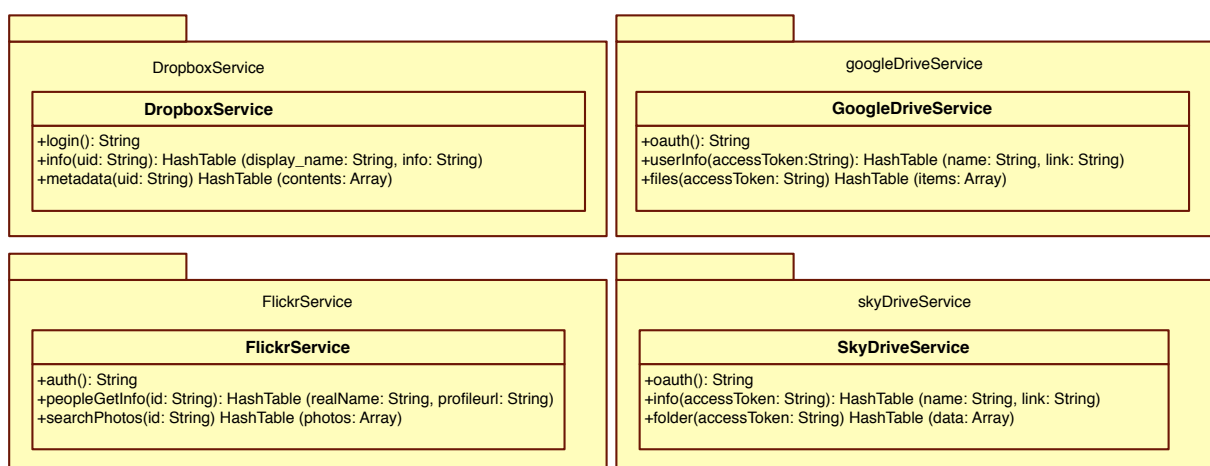 DropboxService
DropboxService
+login(): String
+info(uid: String): HashTable (display_name: String, info: String)
+metadata(uid: String) HashTable (contents: Array)
googleDriveService
GoogleDriveService
+oauth(): String
+userInfo(accessToken:String): HashTable (name: String, link: String)
+files(accessToken: String) HashTable (items: Array)
FlickrService
FlickrService
+auth(): String
+peopleGetInfo(id: String): HashTable (realName: String, profileurl: String)
+searchPhotos(id: String) HashTable (photos: Array)
skyDriveService
SkyDriveService
+oauth(): String
+info(accessToken: String): HashTable (name: String, link: String)
+folder(accessToken: String) HashTable (data: Array)